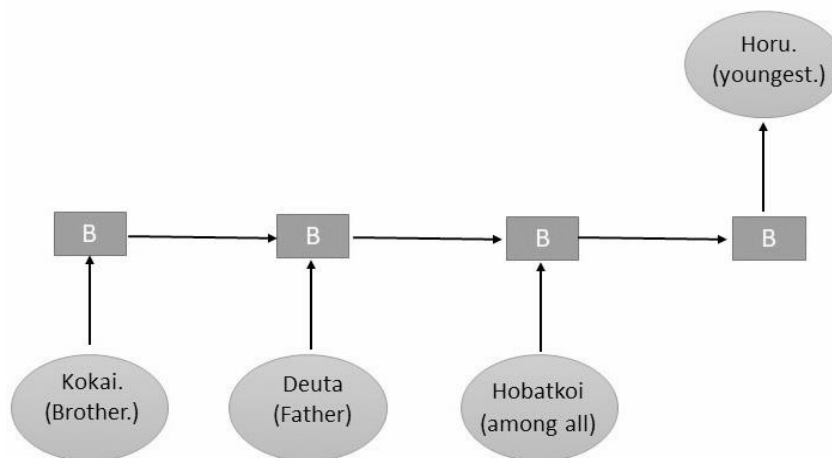 Horu.
(youngest.)
B
B
B
B
Kokai.
(Brother.)
Deuta
(Father)
Hobatkoi
(among all)